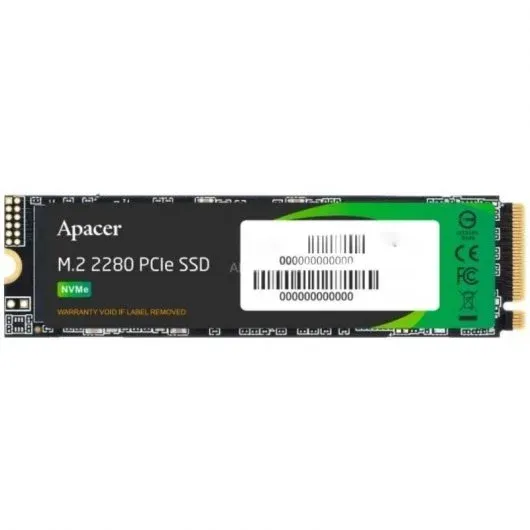 Apacer
M.2 2280 PCIe SSD
NVMe
WARRANTY VOID IF LABEL REMOVED
000000000000
000000000000
FC
CE